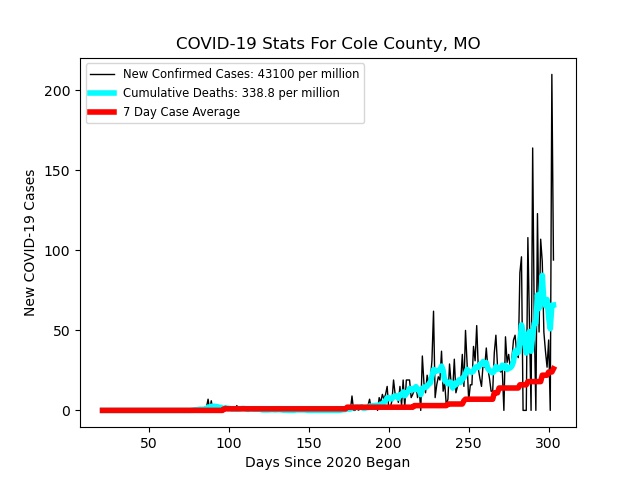 COVID-19 Stats For Cole County, MO
New Confirmed Cases: 43100 per million
Cumulative Deaths: 338.8 per million
7 Day Case Average
New COVID-19 Cases
200
150
100
50
0
50 100 150 200 250 300
Days Since 2020 Began